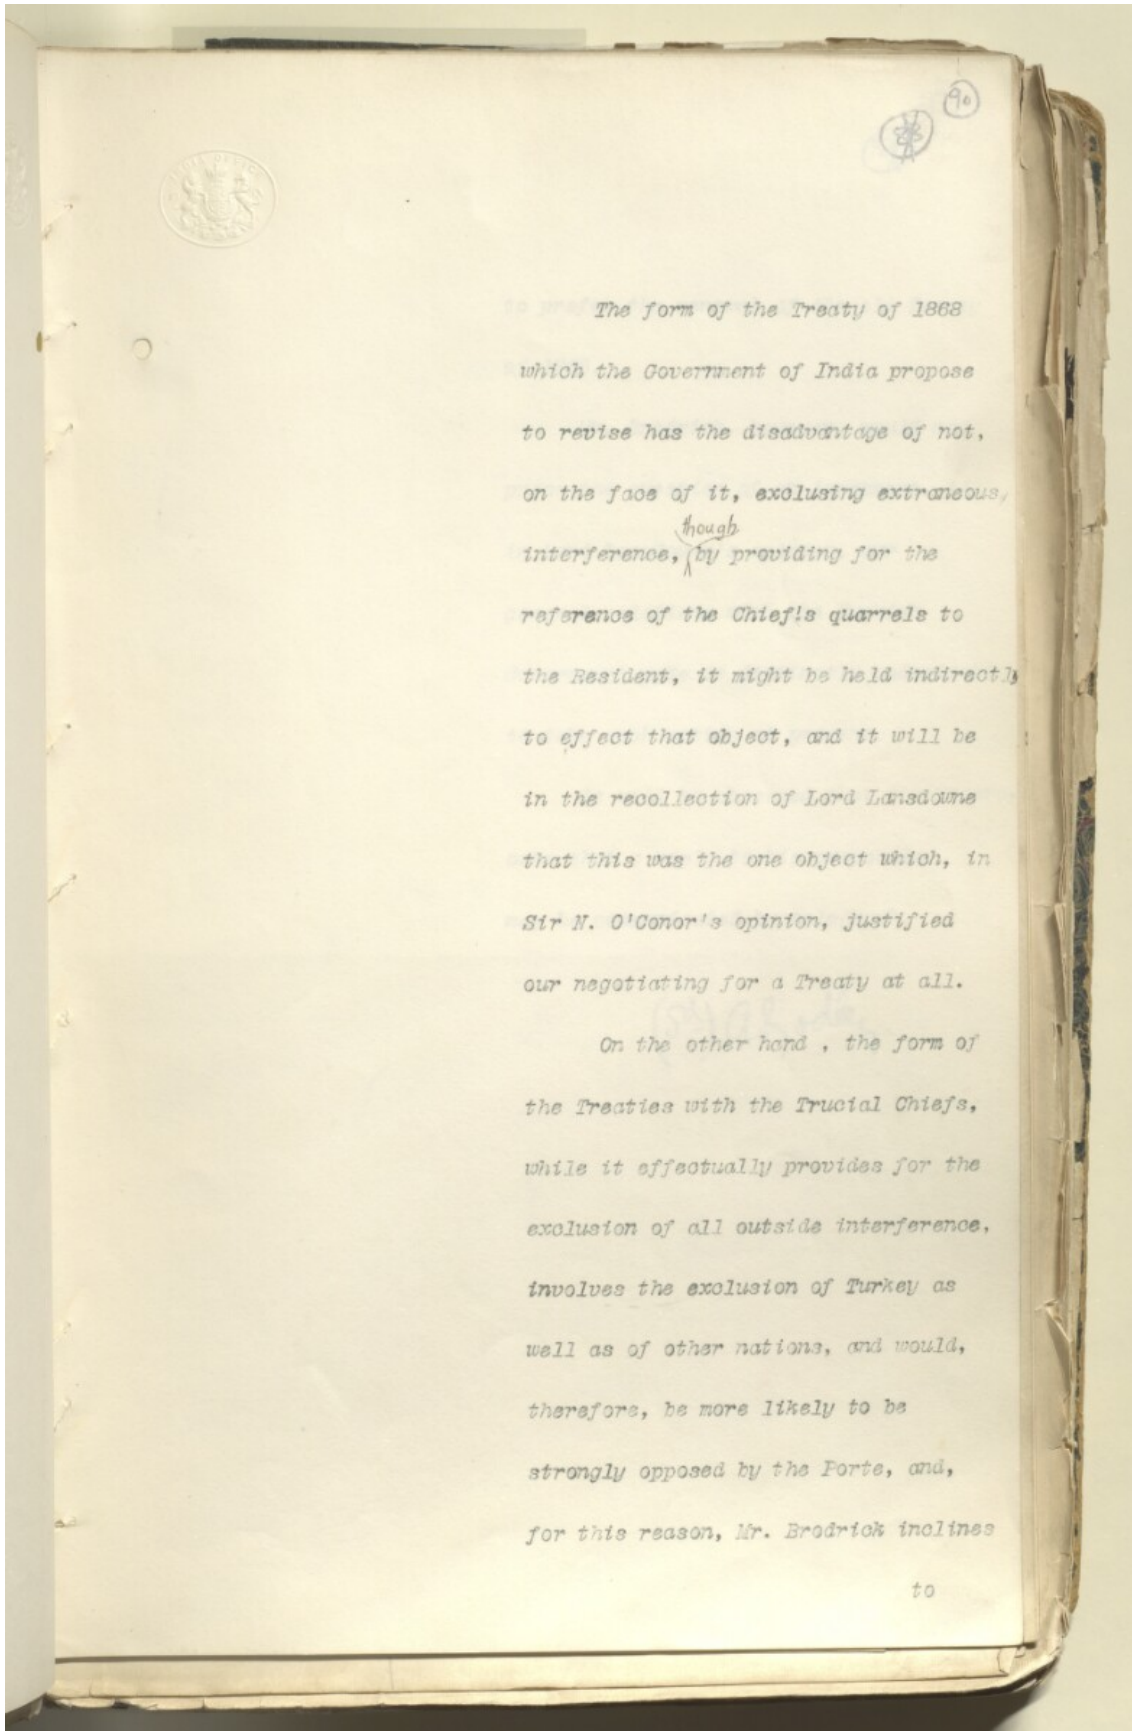 90
INDIA OFFICE
The form of the Treaty of 1868
which the Government of India propose
to revise has the disadvantage of not,
on the face of it, exclusing extraneous,
though
interference, by providing for the
reference of the Chief's quarrels to
the Resident, it might be held indirectly
to effect that object, and it will be
in the recollection of Lord Lansdowne
that this was the one object which, in
Sir N. O'Conor's opinion, justified
our negotiating for a Treaty at all.
On the other hand , the form of
the Treaties with the Trucial Chiefs,
while it effectually provides for the
exclusion of all outside interference,
involves the exclusion of Turkey as
well as of other nations, and would,
therefore, be more likely to be
strongly opposed by the Porte, and,
for this reason, Mr. Brodrick inclines
to